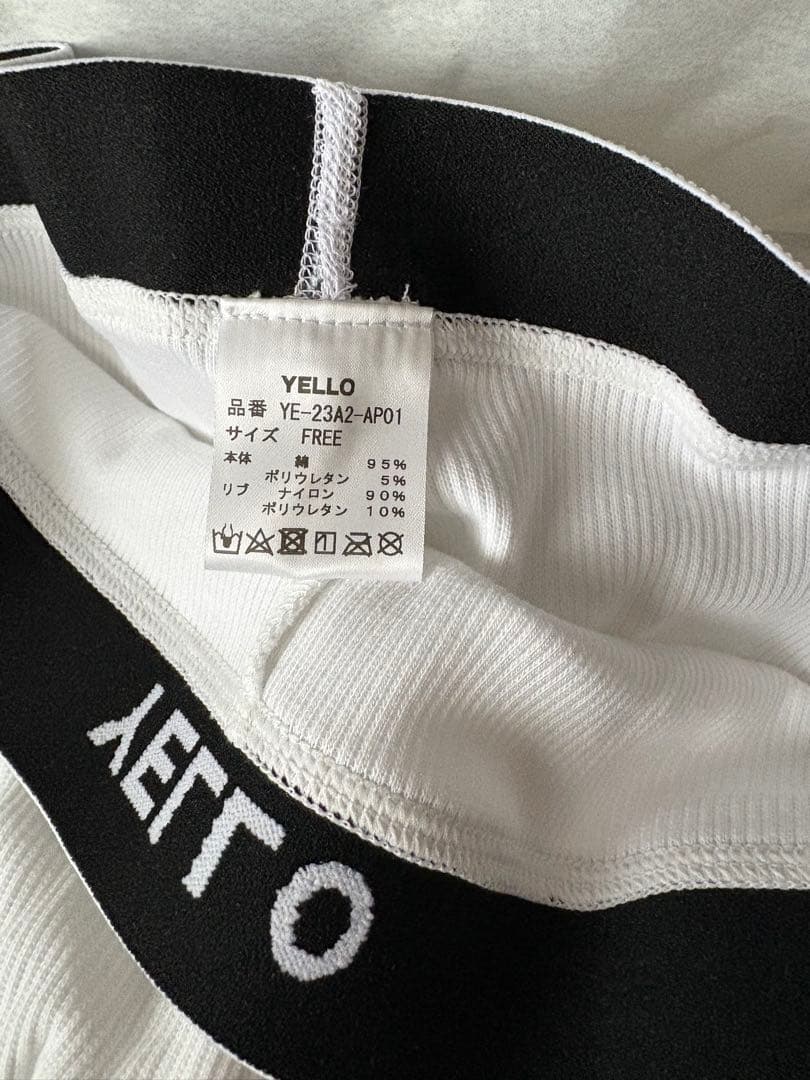 YELLO
品番 YE-23A2-AP01
サイズ FREE
本体 綿 95%
ポリウレタン 5%
リブ ナイロン 90%
ポリウレタン 10%
YELLO